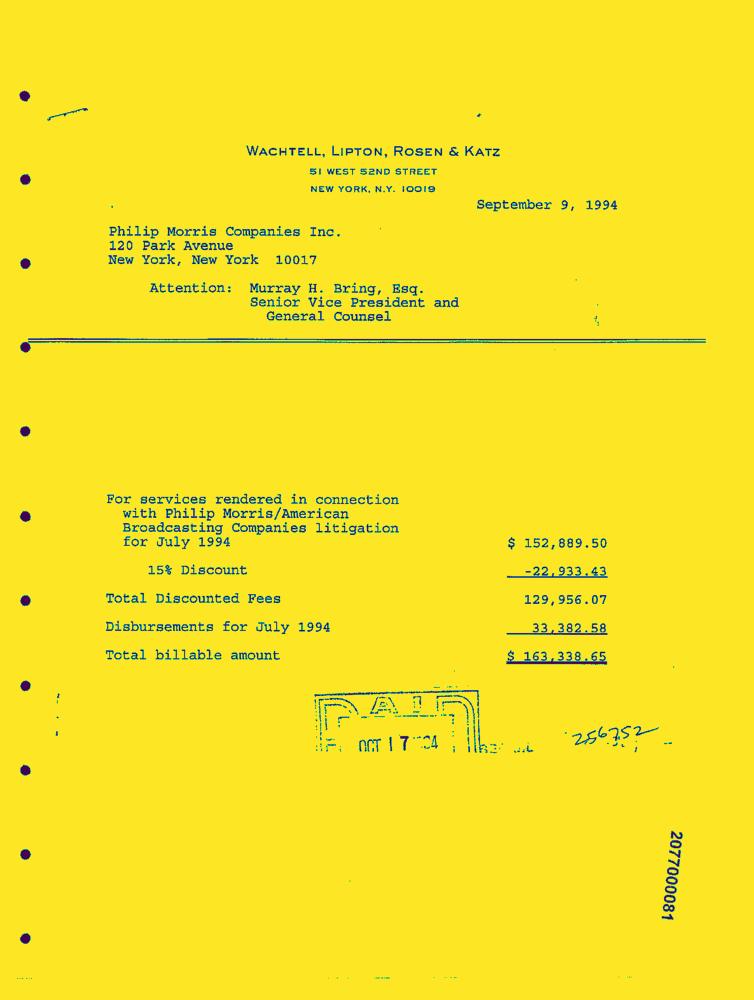 WACHTELL, LIPTON, ROSEN & KATZ
51 WEST 52ND STREET
NEW YORK, N.Y. 10019
September 9, 1994
Philip Morris Companies Inc.
120 Park Avenue
New York, New York 10017
Attention: Murray H. Bring, Esq.
Senior Vice President and
General Counsel
For services rendered in connection
with Philip Morris/American
Broadcasting Companies litigation
for July 1994 $ 152,889.50
15% Discount -22,933.43
Total Discounted Fees 129,956.07
Disbursements for July 1994 33,382.58
Total billable amount $ 163,338.65
PAID
OCT 17
256752
2077000081